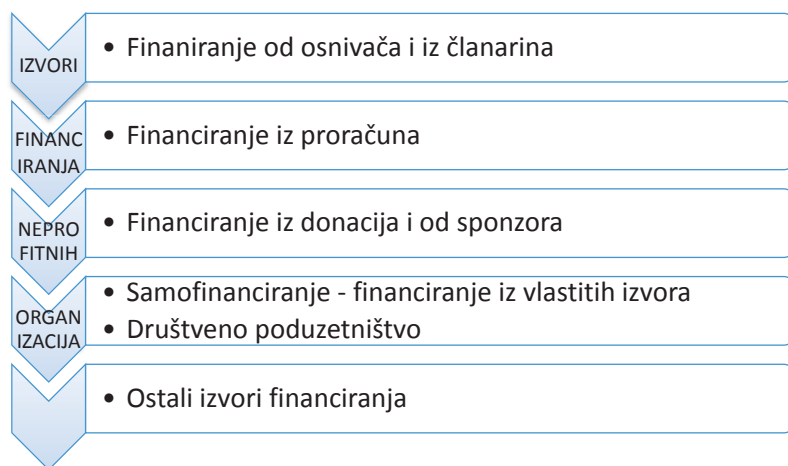 IZVORI
• Finaniranje od osnivača i iz članarina
FINANC
IRANJA
• Financiranje iz proračuna
NEPRO
FITNIH
• Financiranje iz donacija i od sponzora
ORGAN
IZACIJA
• Samofinanciranje - financiranje iz vlastitih izvora
• Društveno poduzetništvo
• Ostali izvori financiranja